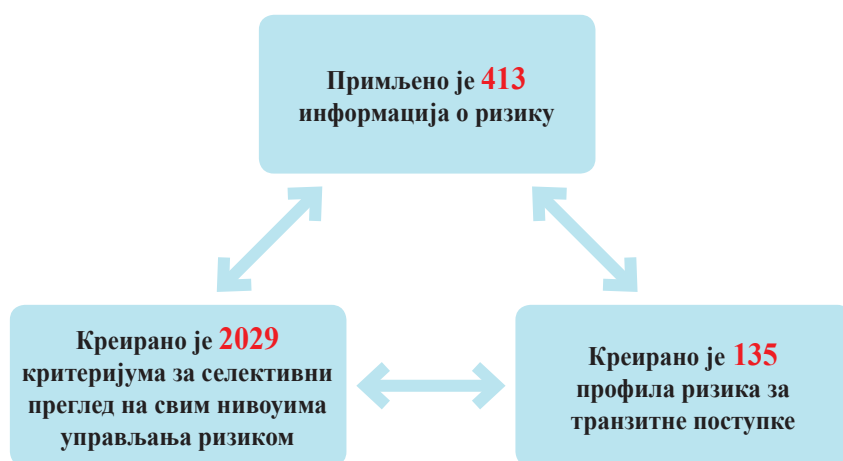 Примљено је 413
информација о ризику
Креирано је 2029
критеријума за селективни
преглед на свим нивоуима
управљања ризиком
Креирано је 135
профила ризика за
транзитне поступке